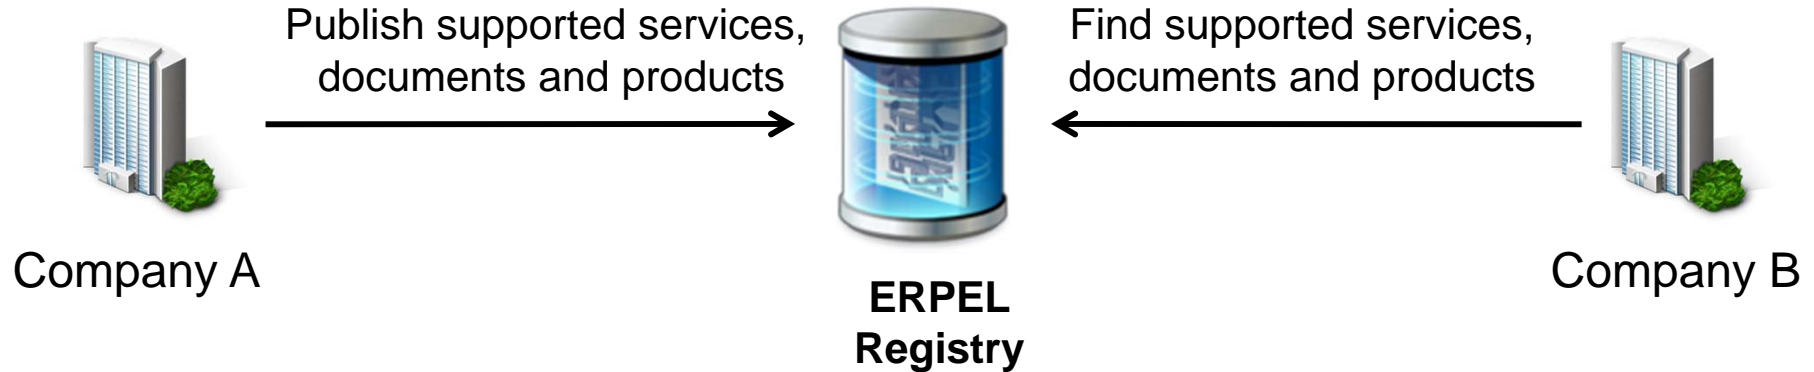 Publish supported services,
documents and products
Find supported services,
documents and products
Company A
ERPEL
Registry
Company B